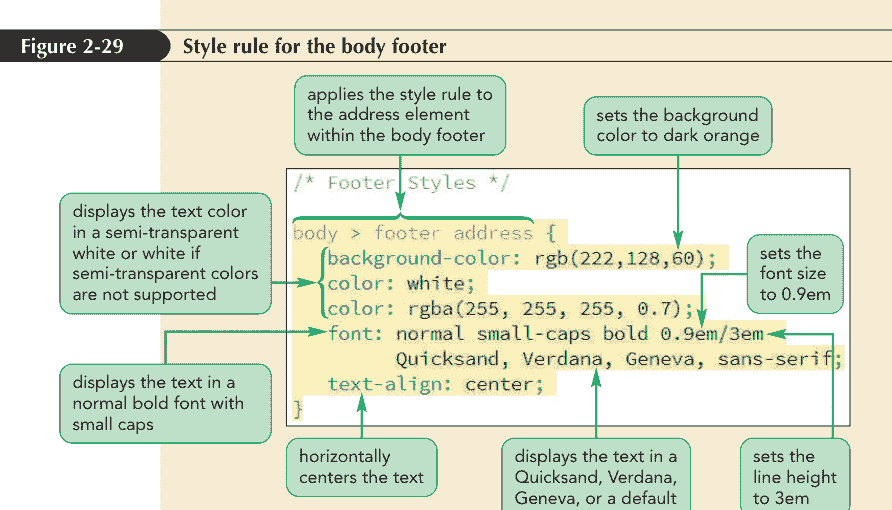 Figure 2-29 Style rule for the body footer
applies the style rule to
the address element
within the body footer
sets the background
color to dark orange
displays the text color
in a semi-transparent
white or white if
semi-transparent colors
are not supported
/* Footer Styles */
body > footer address {
background-color: rgb(222,128,60);
color: white;
color: rgba(255, 255, 255, 0.7);
font: normal small-caps bold 0.9em/3em
Quicksand, Verdana, Geneva, sans-serif;
text-align: center;
}
sets the
font size
to 0.9em
displays the text in a
normal bold font with
small caps
horizontally
centers the text
displays the text in a
Quicksand, Verdana,
Geneva, or a default
sets the
line height
to 3em